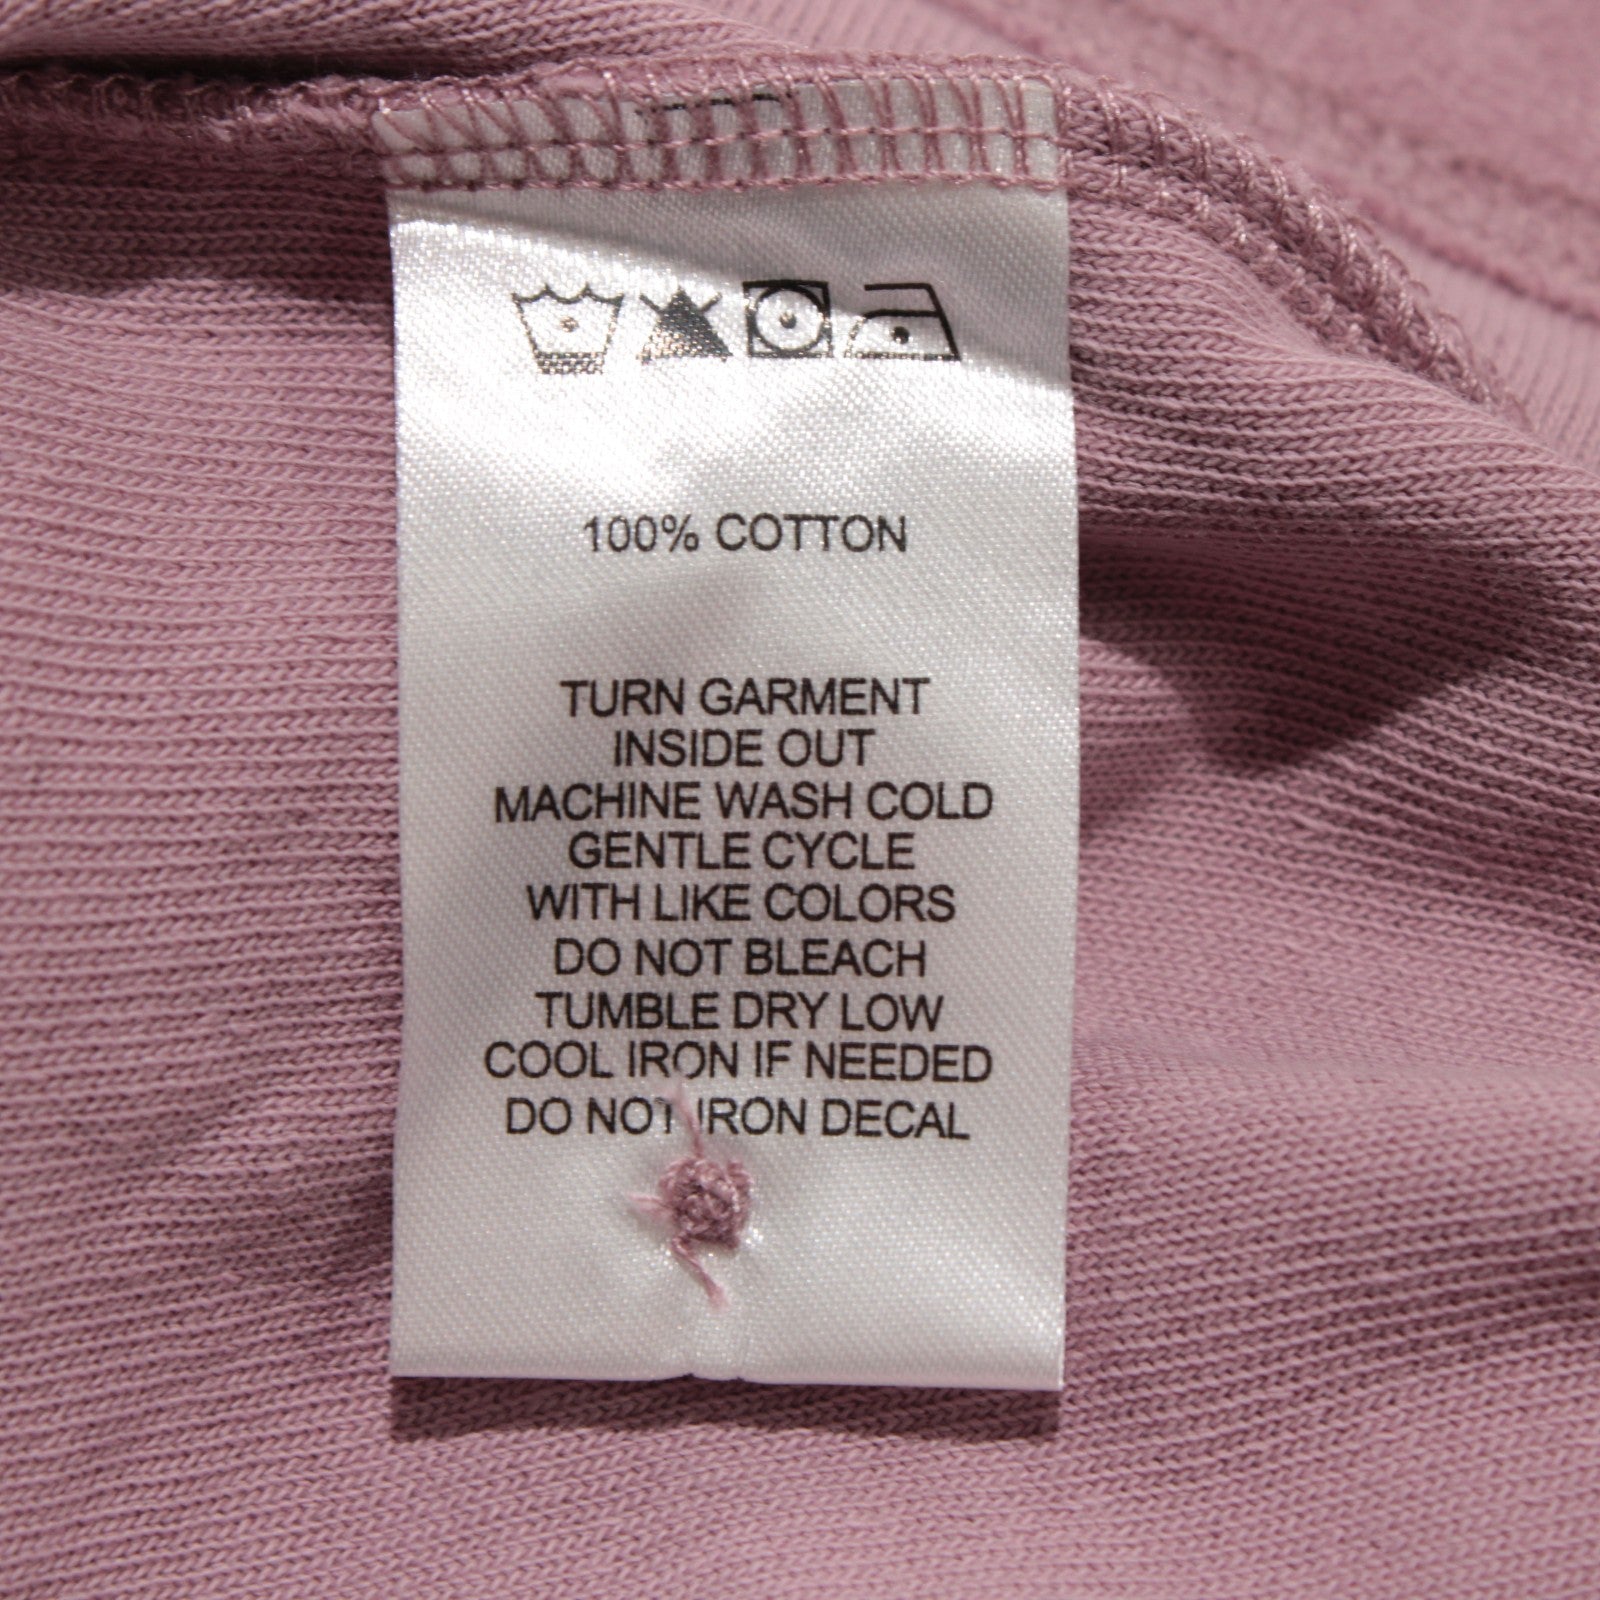 100% COTTON
TURN GARMENT
INSIDE OUT
MACHINE WASH COLD
GENTLE CYCLE
WITH LIKE COLORS
DO NOT BLEACH
TUMBLE DRY LOW
COOL IRON IF NEEDED
DO NOT IRON DECAL